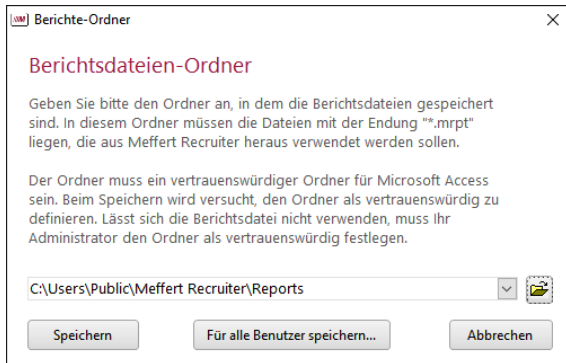 Berichte-Ordner
Berichtsdateien-Ordner
Geben Sie bitte den Ordner an, in dem die Berichtsdateien gespeichert
sind. In diesem Ordner müssen die Dateien mit der Endung "*.mrpt"
liegen, die aus Meffert Recruiter heraus verwendet werden sollen.
Der Ordner muss ein vertrauenswürdiger Ordner für Microsoft Access
sein. Beim Speichern wird versucht, den Ordner als vertrauenswürdig zu
definieren. Lässt sich die Berichtsdatei nicht verwenden, muss Ihr
Administrator den Ordner als vertrauenswürdig festlegen.
C:\Users\Public\Meffert Recruiter\Reports
Speichern Für alle Benutzer speichern... Abbrechen